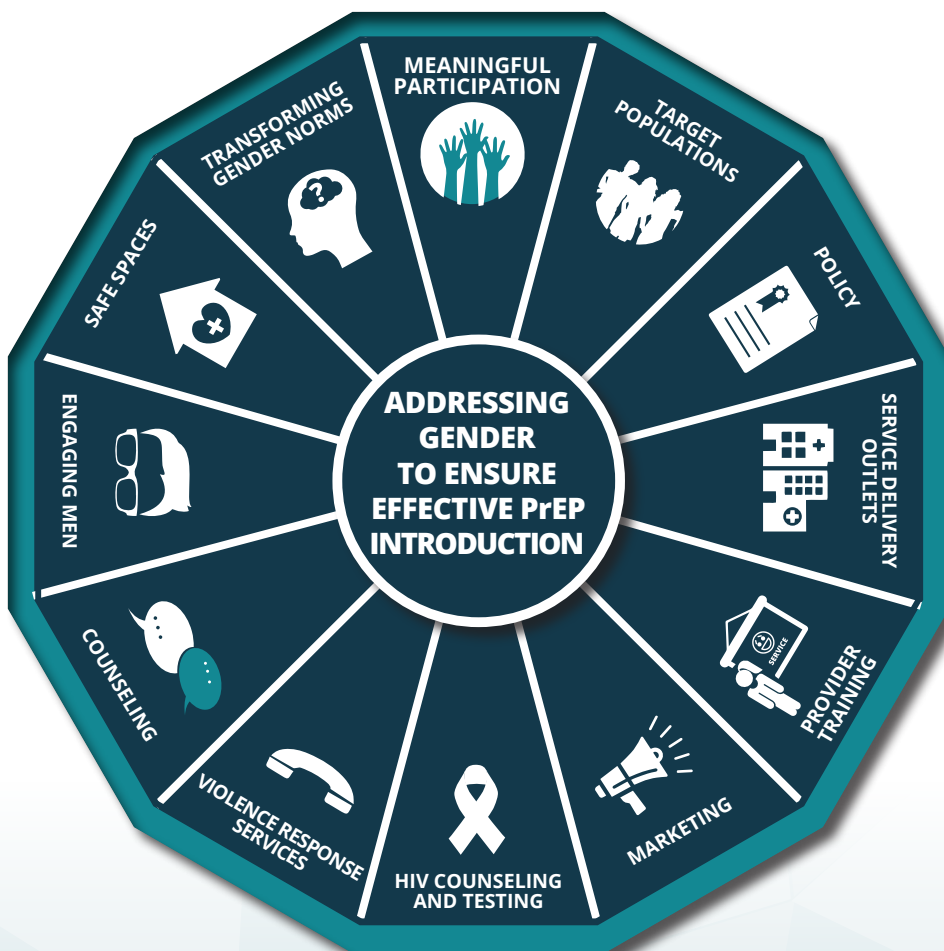 MEANINGFUL
PARTICIPATION
TARGET
POPULATIONS
POLICY
SERVICE DELIVERY
OUTLETS
PROVIDER
TRAINING
SERVICE
MARKETING
HIV COUNSELING
AND TESTING
VIOLENCE RESPONSE
SERVICES
COUNSELING
ENGAGING MEN
SAFE SPACES
TRANSFORMING
GENDER NORMS
?
ADDRESSING
GENDER
TO ENSURE
EFFECTIVE PrEP
INTRODUCTION